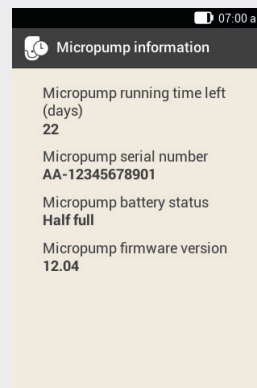 07:00 a
Micropump information
Micropump running time left
(days)
22
Micropump serial number
AA-12345678901
Micropump battery status
Half full
Micropump firmware version
12.04